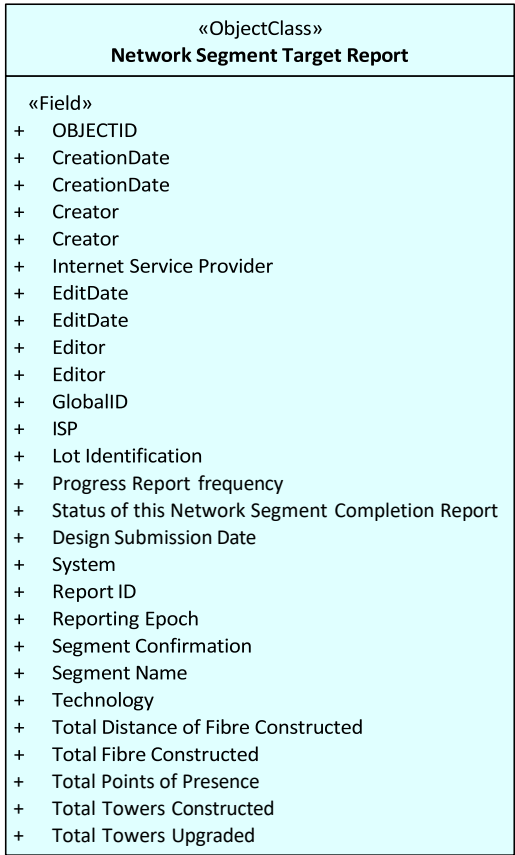 «ObjectClass»
Network Segment Target Report
«Field»
+ OBJECTID
+ CreationDate
+ CreationDate
+ Creator
+ Creator
+ Internet Service Provider
+ EditDate
+ EditDate
+ Editor
+ Editor
+ GlobalID
+ ISP
+ Lot Identification
+ Progress Report frequency
+ Status of this Network Segment Completion Report
+ Design Submission Date
+ System
+ Report ID
+ Reporting Epoch
+ Segment Confirmation
+ Segment Name
+ Technology
+ Total Distance of Fibre Constructed
+ Total Fibre Constructed
+ Total Points of Presence
+ Total Towers Constructed
+ Total Towers Upgraded